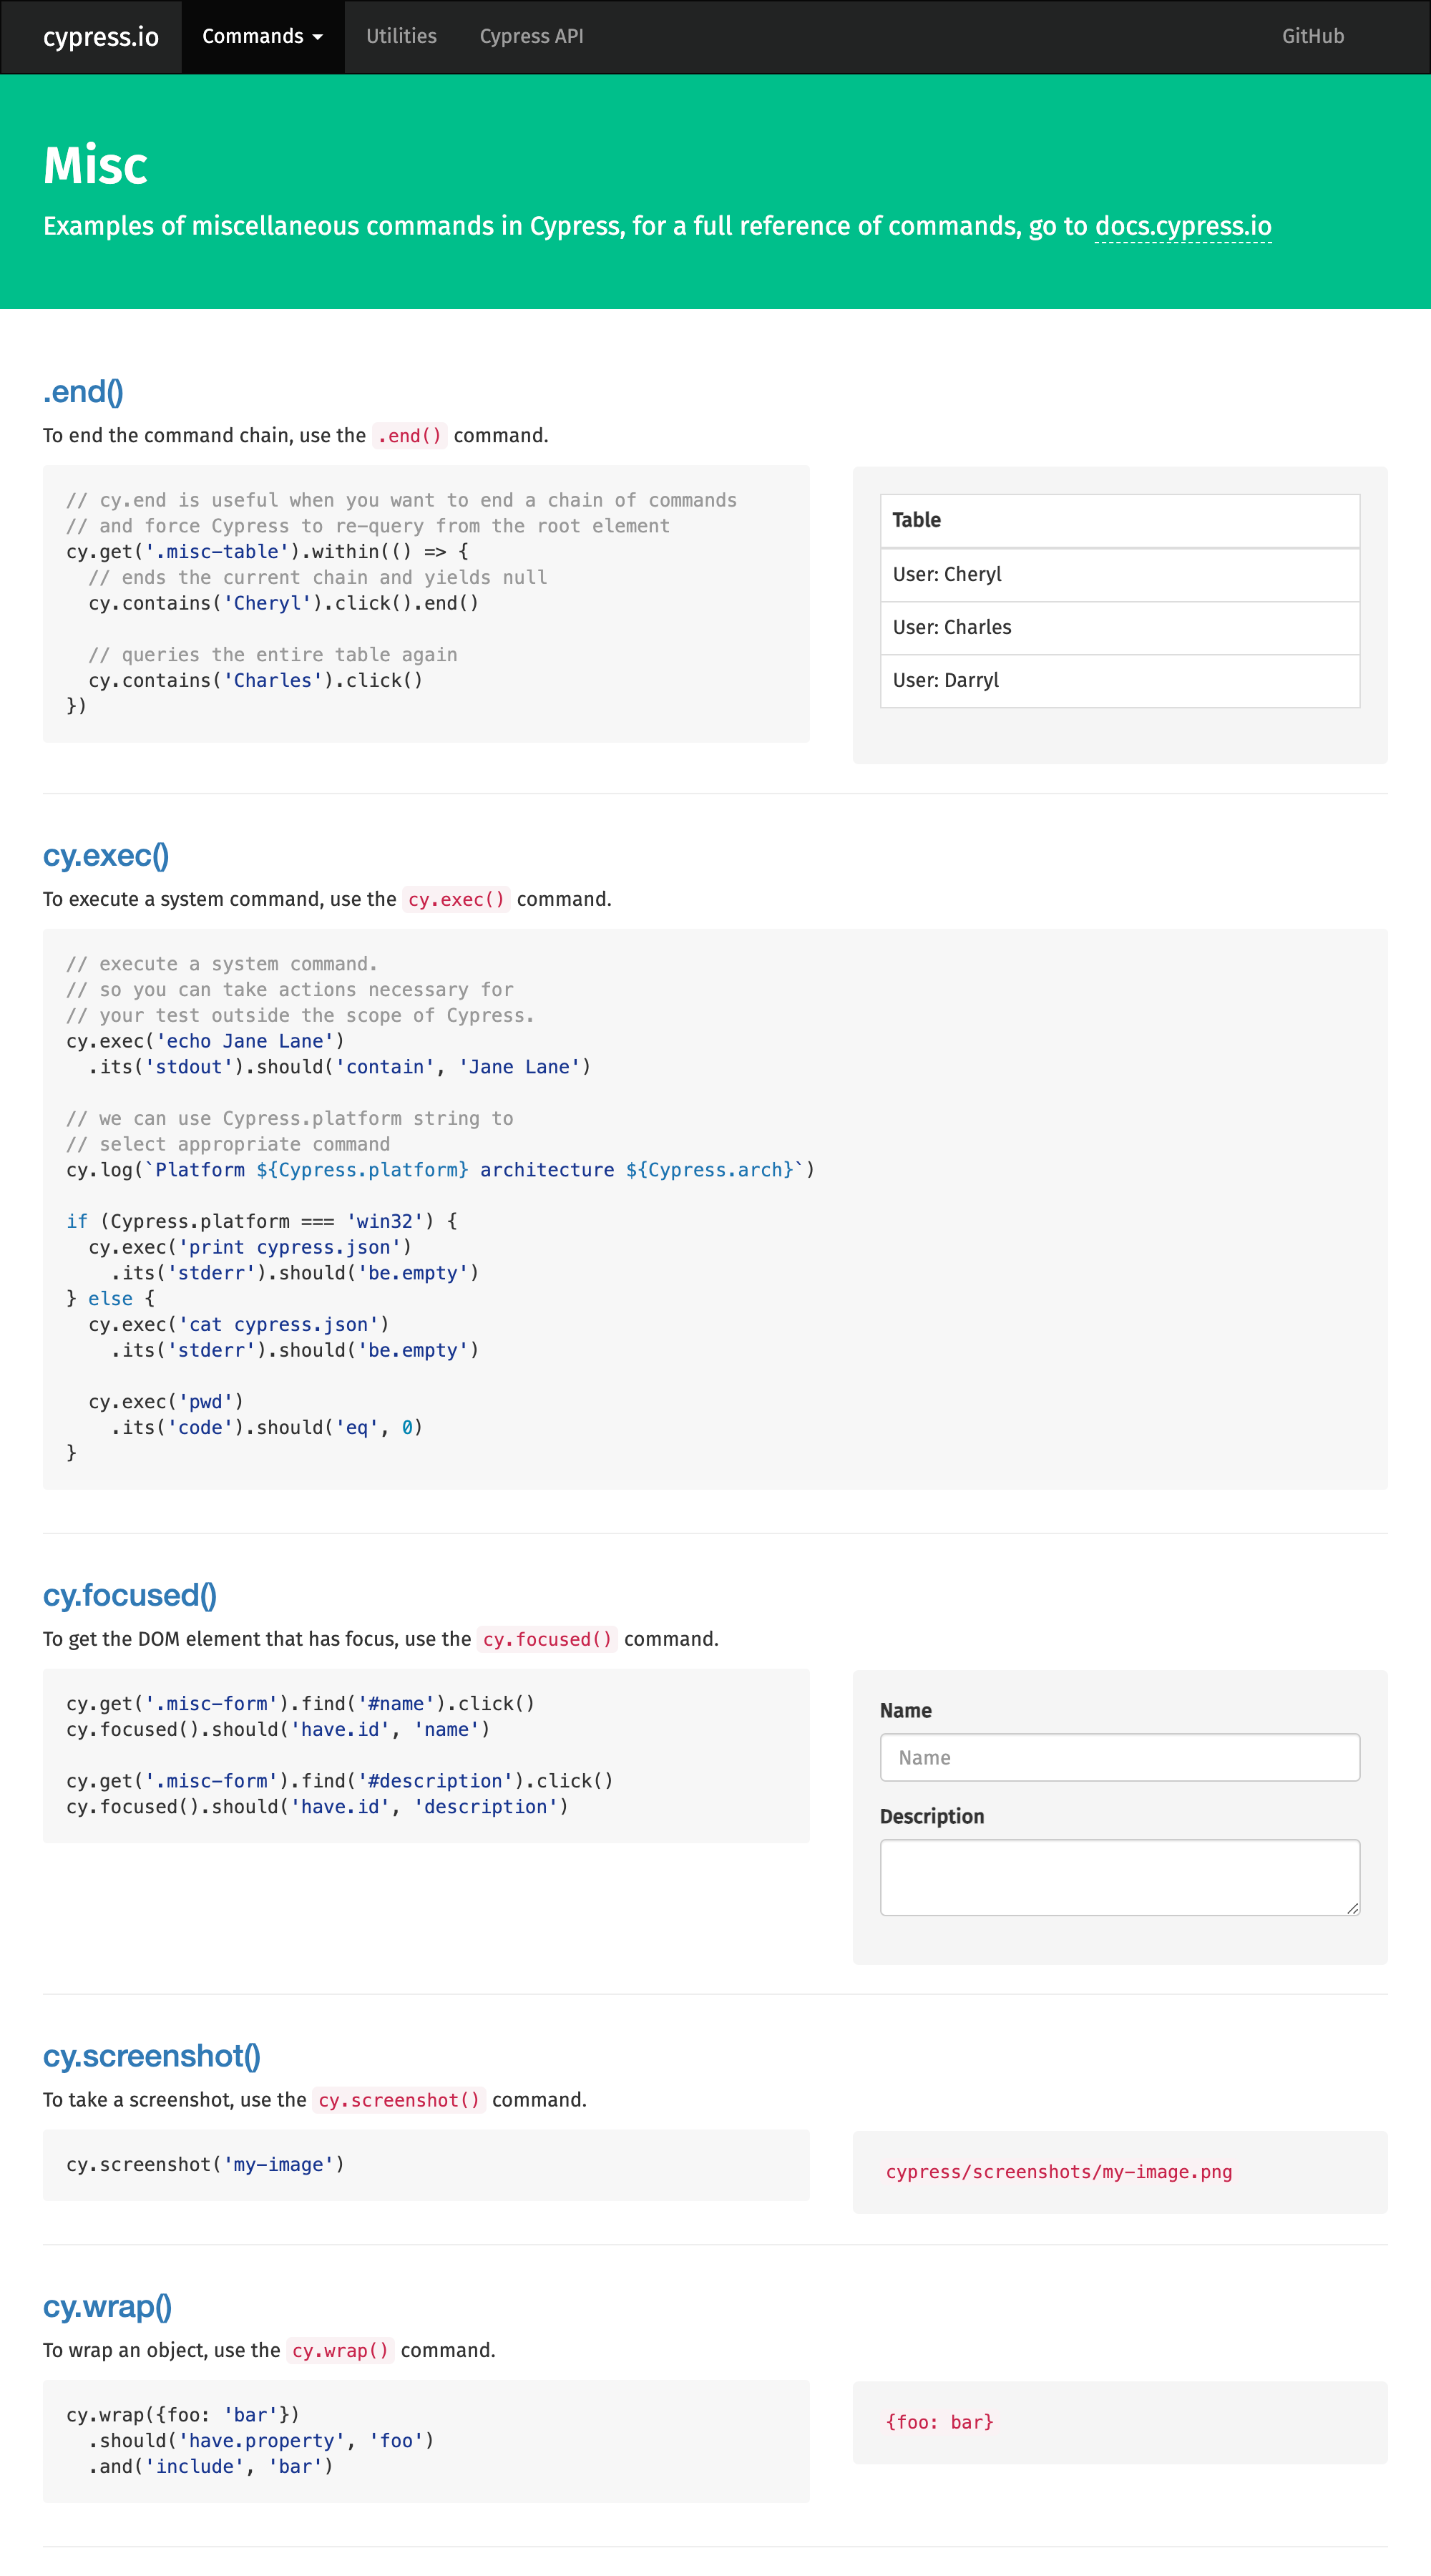 cypress.io Commands Utilities Cypress API GitHub
Misc
Examples of miscellaneous commands in Cypress, for a full reference of commands, go to docs.cypress.io
.end()
To end the command chain, use the .end() command.
// cy.end is useful when you want to end a chain of commands
// and force Cypress to re-query from the root element
cy.get('.misc-table').within(() => {
  // ends the current chain and yields null
  cy.contains('Cheryl').click().end()
  // queries the entire table again
  cy.contains('Charles').click()
})
Table
User: Cheryl
User: Charles
User: Darryl
cy.exec()
To execute a system command, use the cy.exec() command.
// execute a system command.
// so you can take actions necessary for
// your test outside the scope of Cypress.
cy.exec('echo Jane Lane')
  .its('stdout').should('contain', 'Jane Lane')
// we can use Cypress.platform string to
// select appropriate command
cy.log(`Platform ${Cypress.platform} architecture ${Cypress.arch}`)
if (Cypress.platform === 'win32') {
  cy.exec('print cypress.json')
    .its('stderr').should('be.empty')
} else {
  cy.exec('cat cypress.json')
    .its('stderr').should('be.empty')
  cy.exec('pwd')
    .its('code').should('eq', 0)
}
cy.focused()
To get the DOM element that has focus, use the cy.focused() command.
cy.get('.misc-form').find('#name').click()
cy.focused().should('have.id', 'name')
cy.get('.misc-form').find('#description').click()
cy.focused().should('have.id', 'description')
Name
Name
Description
cy.screenshot()
To take a screenshot, use the cy.screenshot() command.
cy.screenshot('my-image')
cypress/screenshots/my-image.png
cy.wrap()
To wrap an object, use the cy.wrap() command.
cy.wrap({foo: 'bar'})
  .should('have.property', 'foo')
  .and('include', 'bar')
{foo: bar}